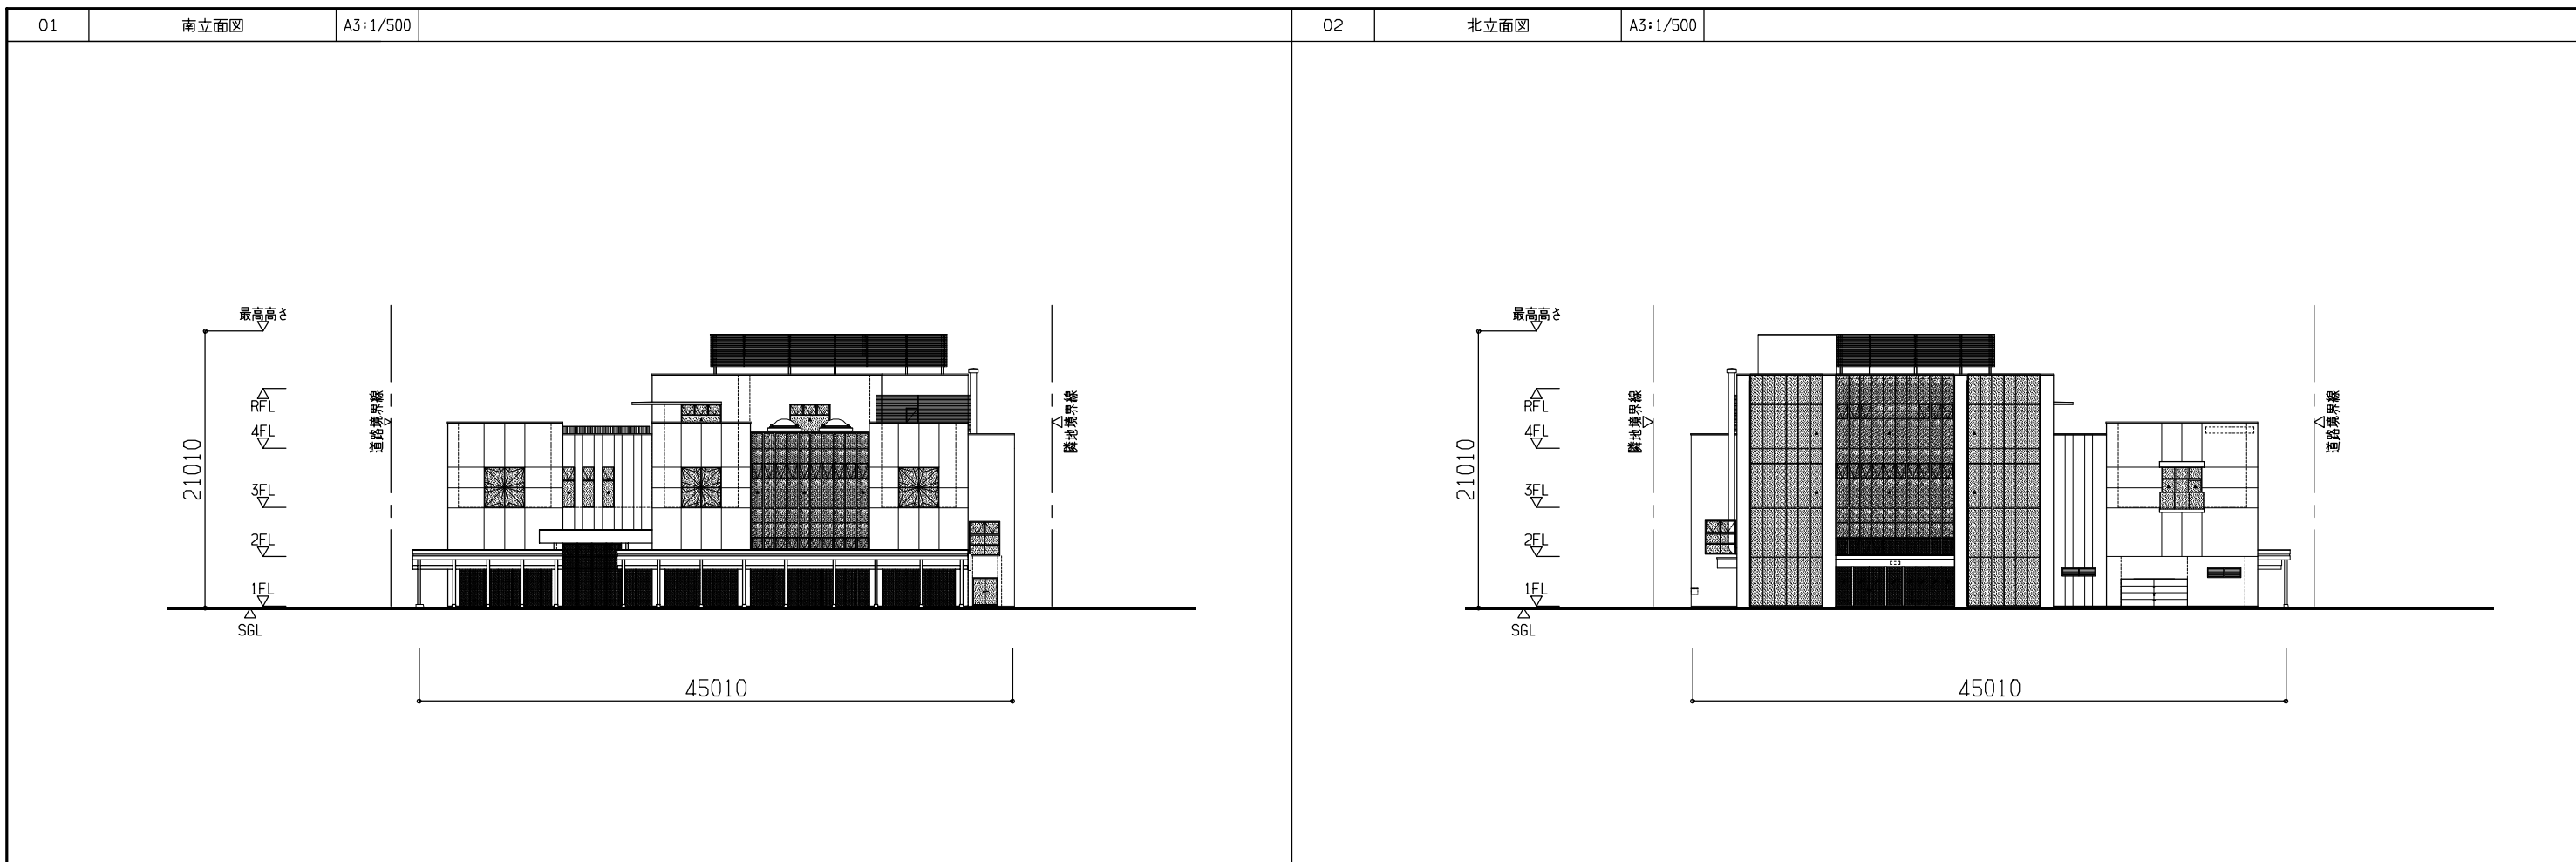 01 南立面図 A3:1/500
最高高さ
RFL
4FL
3FL
2FL
1FL
SGL
21010
道路境界線
隣地境界線
45010
02 北立面図 A3:1/500
最高高さ
RFL
4FL
3FL
2FL
1FL
SGL
21010
隣地境界線
道路境界線
45010